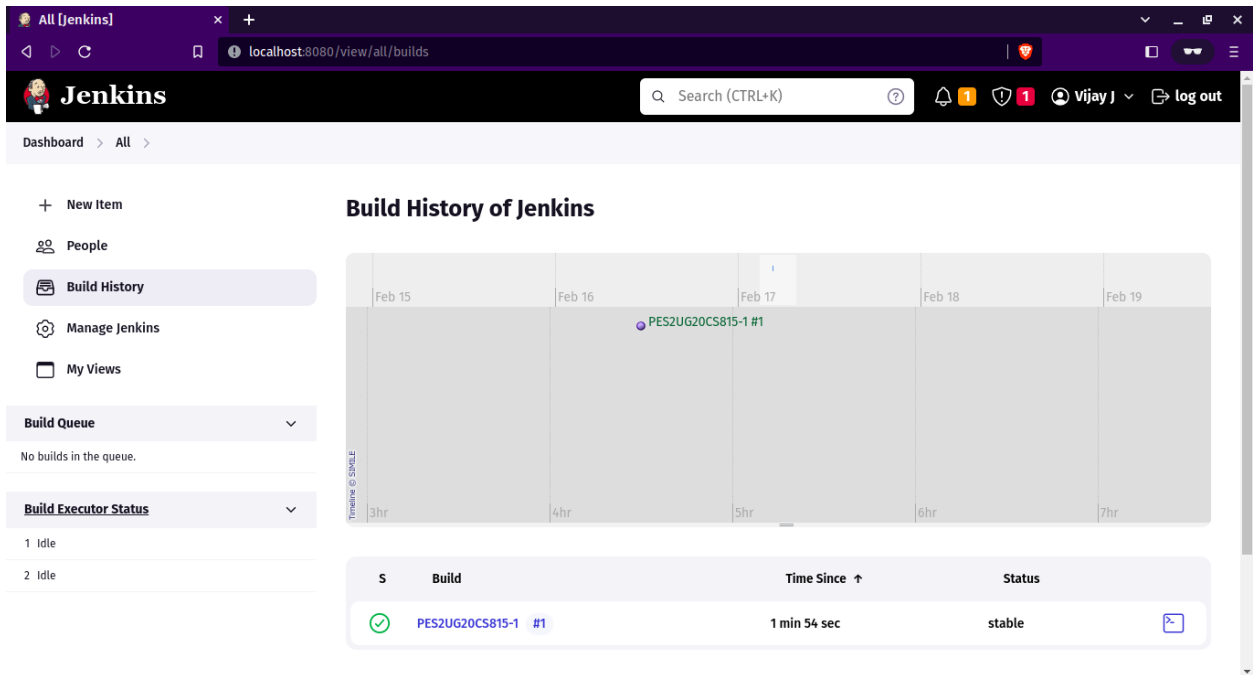 All [Jenkins]
localhost:8080/view/all/builds
Jenkins
Search (CTRL+K)
1
1
Vijay J
log out
Dashboard > All >
New Item
People
Build History
Manage Jenkins
My Views
Build Queue
No builds in the queue.
Build Executor Status
1 Idle
2 Idle
Build History of Jenkins
Feb 15 Feb 16 Feb 17 Feb 18 Feb 19
PES2UG20CS815-1 #1
Timeline © SIMILE
3hr 4hr 5hr 6hr 7hr
S Build Time Since ↑ Status
PES2UG20CS815-1 #1 1 min 54 sec stable